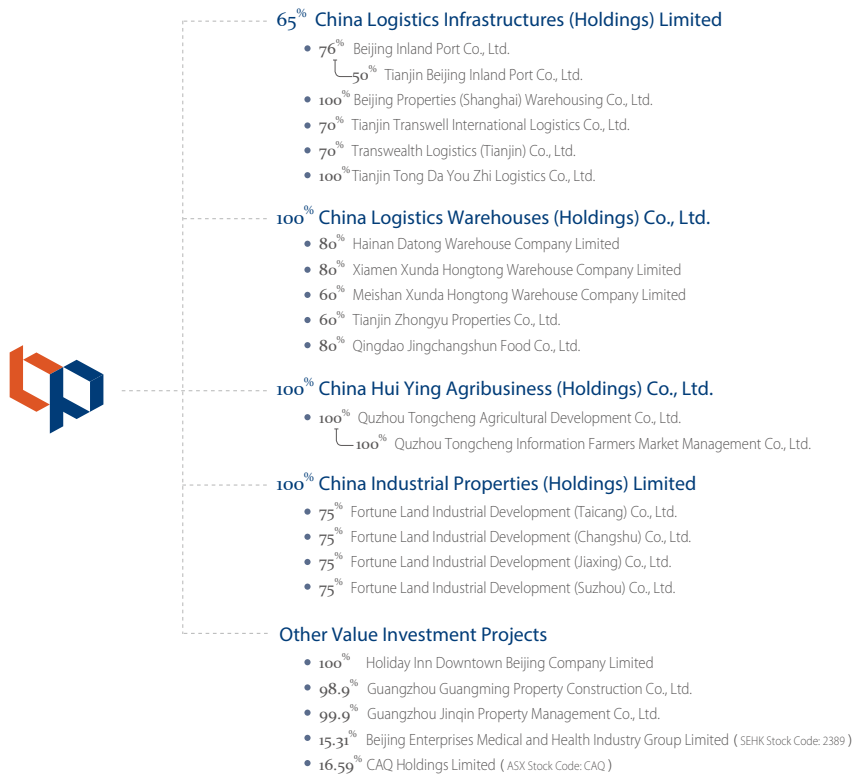 65% China Logistics Infrastructures (Holdings) Limited
• 76% Beijing Inland Port Co., Ltd.
50% Tianjin Beijing Inland Port Co., Ltd.
• 100% Beijing Properties (Shanghai) Warehousing Co., Ltd.
• 70% Tianjin Transwell International Logistics Co., Ltd.
• 70% Transwealth Logistics (Tianjin) Co., Ltd.
• 100% Tianjin Tong Da You Zhi Logistics Co., Ltd.
100% China Logistics Warehouses (Holdings) Co., Ltd.
• 80% Hainan Datong Warehouse Company Limited
• 80% Xiamen Xunda Hongtong Warehouse Company Limited
• 60% Meishan Xunda Hongtong Warehouse Company Limited
• 60% Tianjin Zhongyu Properties Co., Ltd.
• 80% Qingdao Jingchangshun Food Co., Ltd.
100% China Hui Ying Agribusiness (Holdings) Co., Ltd.
• 100% Quzhou Tongcheng Agricultural Development Co., Ltd.
100% Quzhou Tongcheng Information Farmers Market Management Co., Ltd.
100% China Industrial Properties (Holdings) Limited
• 75% Fortune Land Industrial Development (Taicang) Co., Ltd.
• 75% Fortune Land Industrial Development (Changshu) Co., Ltd.
• 75% Fortune Land Industrial Development (Jiaxing) Co., Ltd.
• 75% Fortune Land Industrial Development (Suzhou) Co., Ltd.
Other Value Investment Projects
• 100% Holiday Inn Downtown Beijing Company Limited
• 98.9% Guangzhou Guangming Property Construction Co., Ltd.
• 99.9% Guangzhou Jinqin Property Management Co., Ltd.
• 15.31% Beijing Enterprises Medical and Health Industry Group Limited ( SEHK Stock Code: 2389 )
• 16.59% CAQ Holdings Limited ( ASX Stock Code: CAQ )